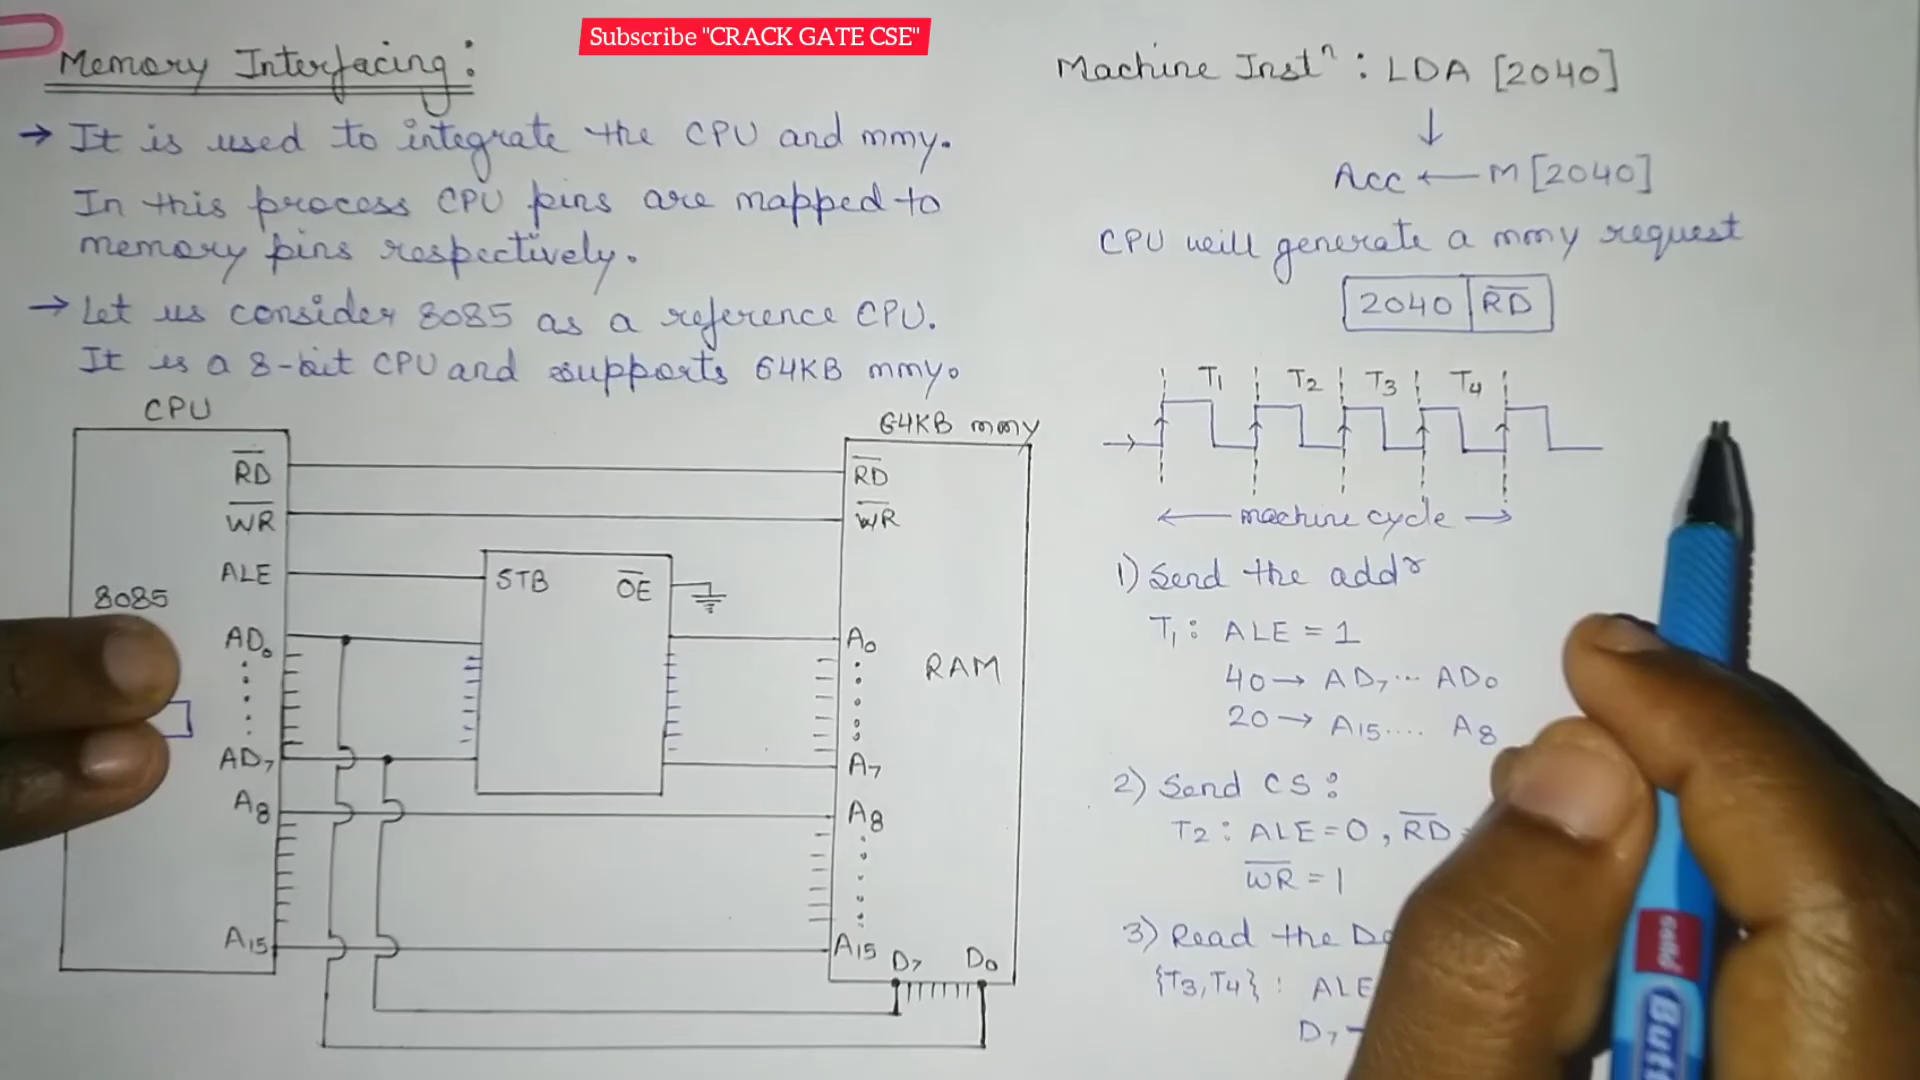 Subscribe "CRACK GATE CSE"
Memory Interfacing:
→ It is used to integrate the CPU and mmy.
In this process CPU pins are mapped to
memory pins respectively.
→ Let us consider 8085 as a reference CPU.
It is a 8-bit CPU and supports 64KB mmy.
CPU
8085
RD̅
WR̅
ALE
AD₀
AD₇
A₈
A₁₅
STB
OE̅
64KB mmy
RD̅
WR̅
A₀
RAM
A₇
A₈
A₁₅
D₇
D₀
Machine Instⁿ: LDA [2040]
↓
Acc ← M[2040]
CPU will generate a mmy request
2040 | RD̅
T₁ T₂ T₃ T₄
← machine cycle →
1) Send the addʳ
T₁: ALE = 1
40 → AD₇... AD₀
20 → A₁₅.... A₈
2) Send CS:
T₂: ALE=0, RD̅
WR̅ = 1
3) Read the
{T₃,T₄}: ALE
D₇